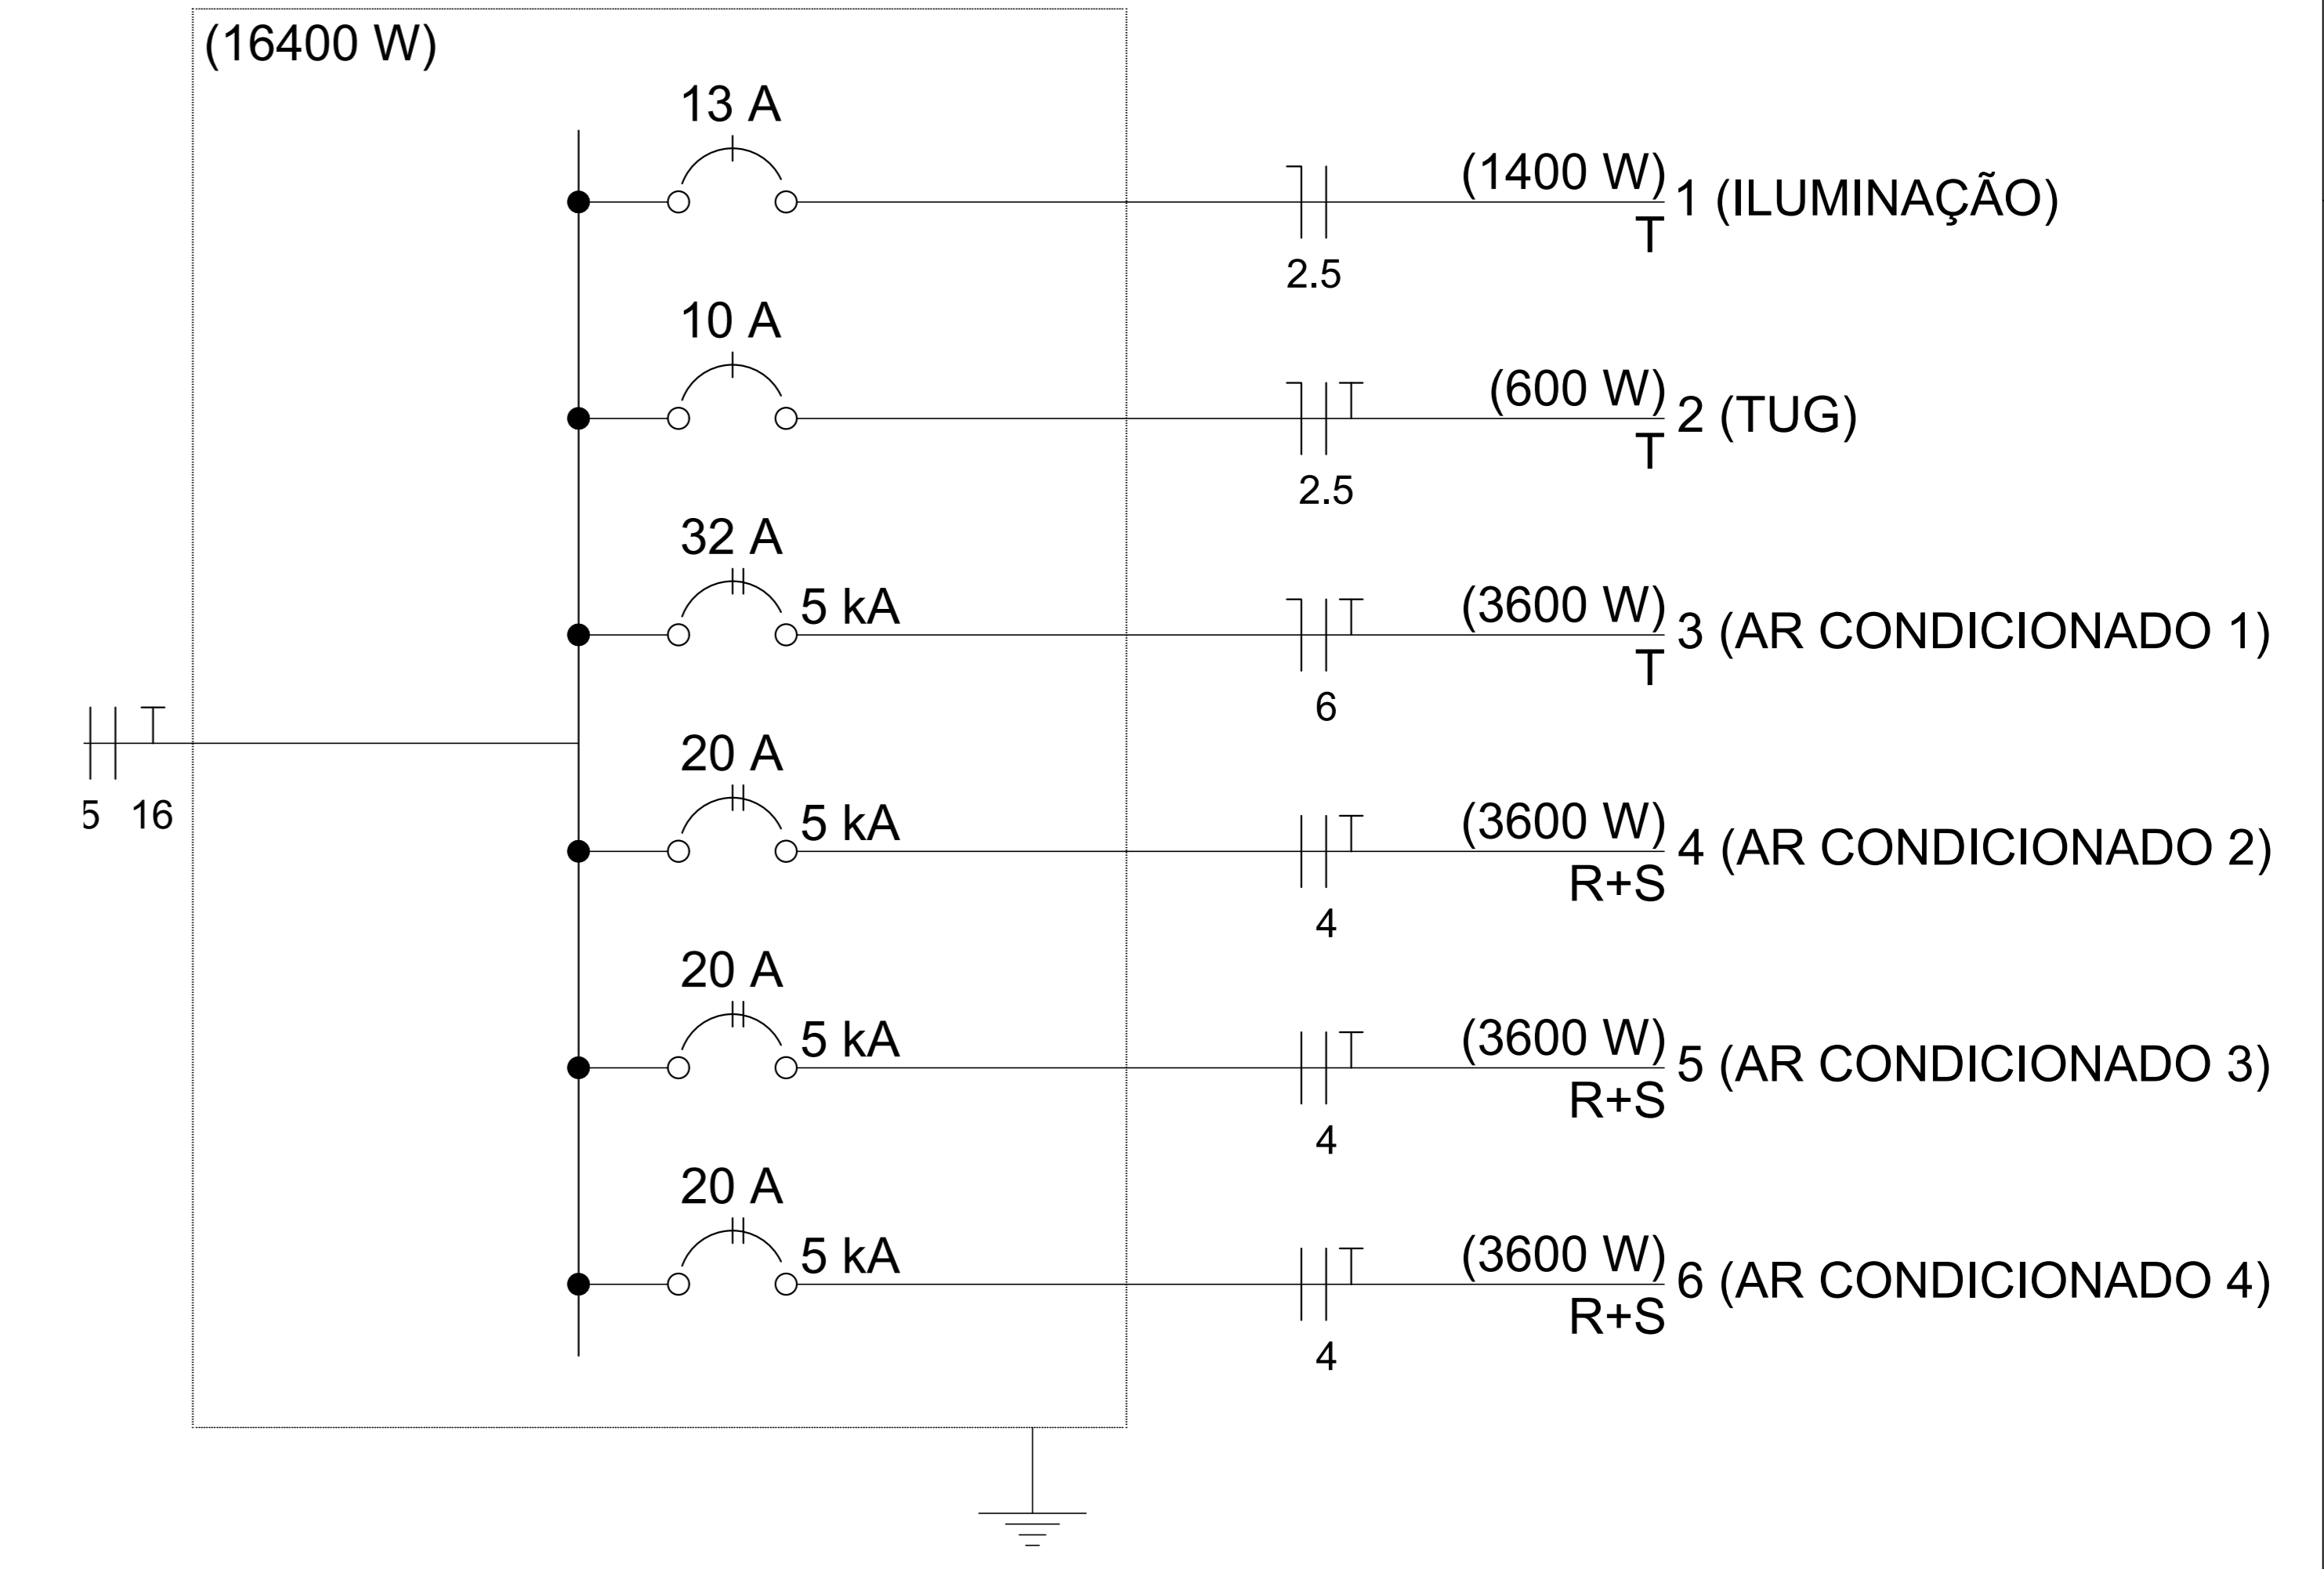 (16400 W)
13 A
(1400 W)
1 (ILUMINAÇÃO)
T
2.5
10 A
(600 W)
2 (TUG)
T
2.5
32 A
5 kA
(3600 W)
3 (AR CONDICIONADO 1)
T
6
20 A
5 16
5 kA
(3600 W)
4 (AR CONDICIONADO 2)
R+S
4
20 A
5 kA
(3600 W)
5 (AR CONDICIONADO 3)
R+S
4
20 A
5 kA
(3600 W)
6 (AR CONDICIONADO 4)
R+S
4